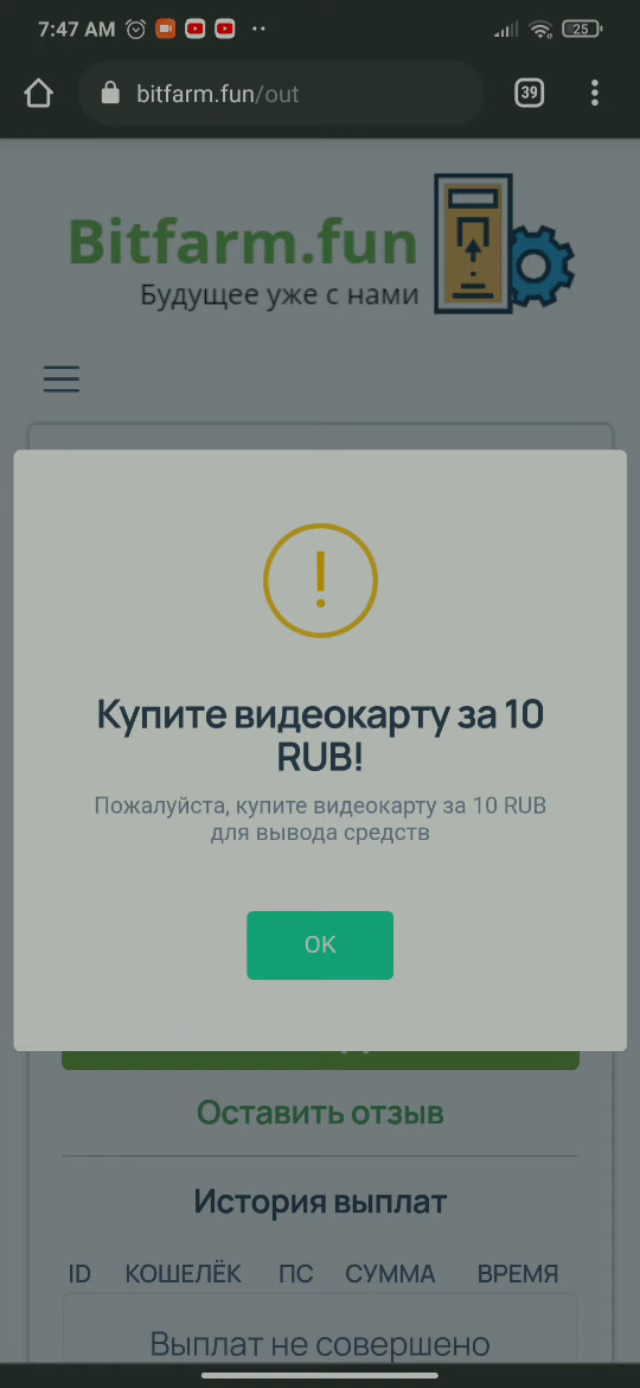 7:47 AM
25
bitfarm.fun/out
39
Bitfarm.fun
Будущее уже с нами
Купите видеокарту за 10
RUB!
Пожалуйста, купите видеокарту за 10 RUB
для вывода средств
OK
Оставить отзыв
История выплат
ID КОШЕЛЁК ПС СУММА ВРЕМЯ
Выплат не совершено